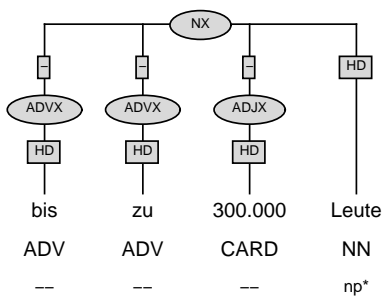 NX
– – – HD
ADVX ADVX ADJX
HD HD HD
bis zu 300.000 Leute
ADV ADV CARD NN
–– –– –– np*